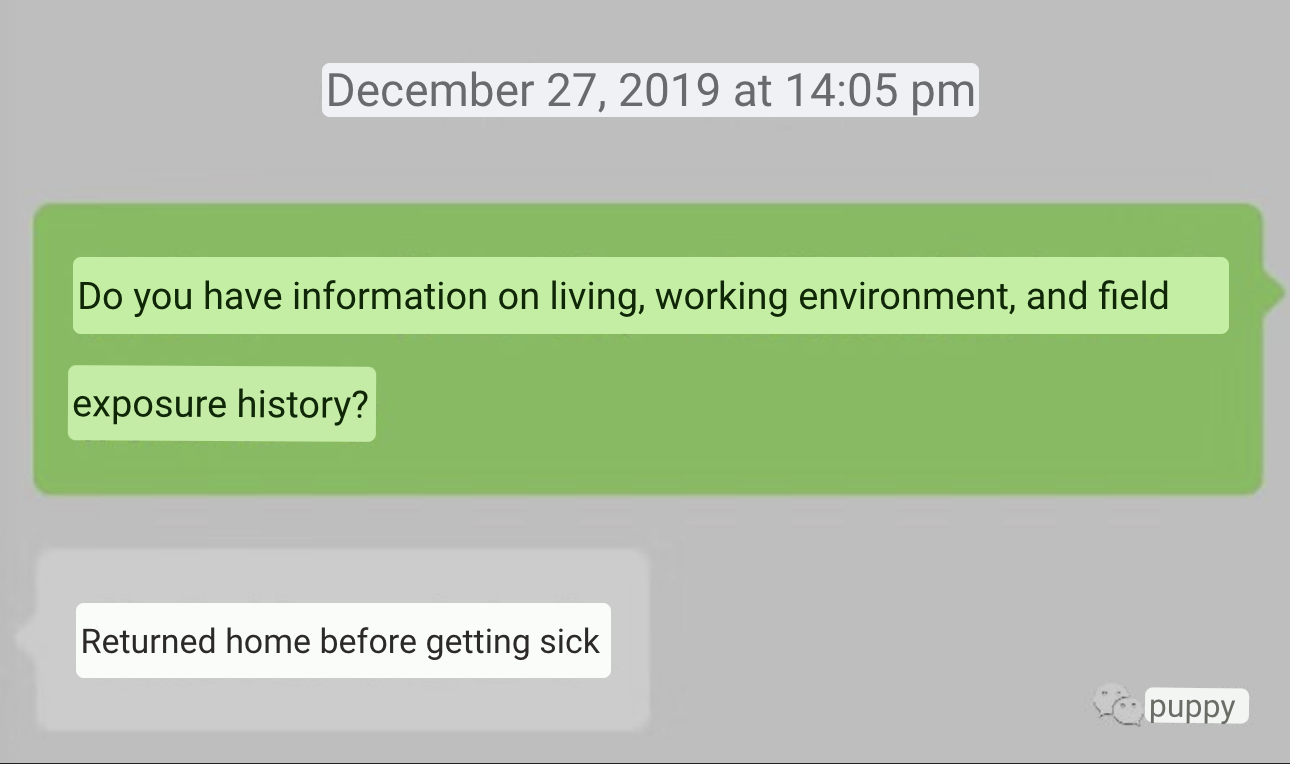 December 27, 2019 at 14:05 pm
Do you have information on living, working environment, and field
exposure history?
Returned home before getting sick
puppy